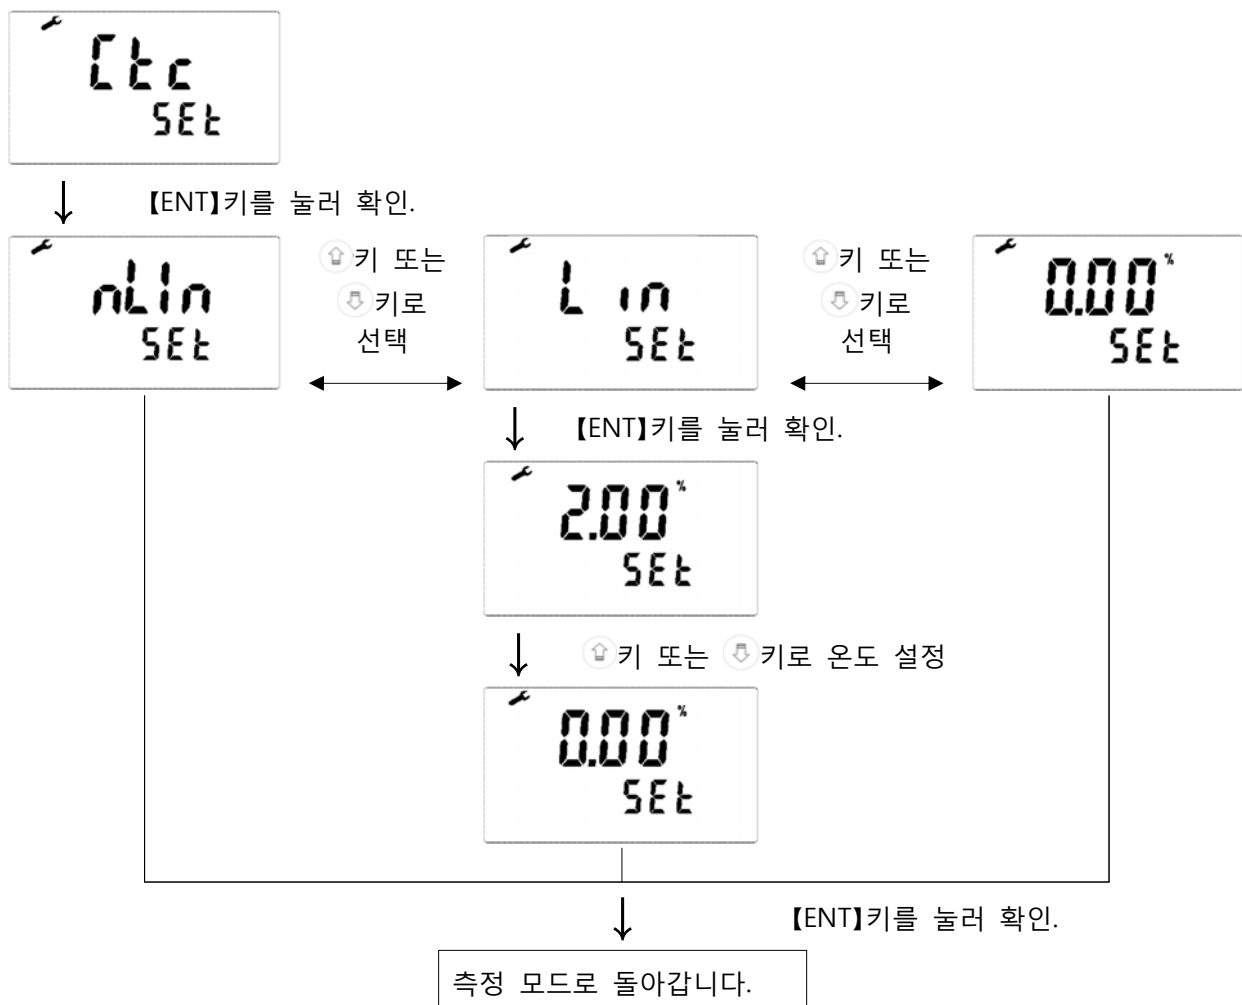 Ctc
SEt
【ENT】키를 눌러 확인.
nLIn
SEt
키 또는
키로
선택
L in
SEt
키 또는
키로
선택
0.00%
SEt
【ENT】키를 눌러 확인.
2.00%
SEt
키 또는 키로 온도 설정
0.00%
SEt
【ENT】키를 눌러 확인.
측정 모드로 돌아갑니다.